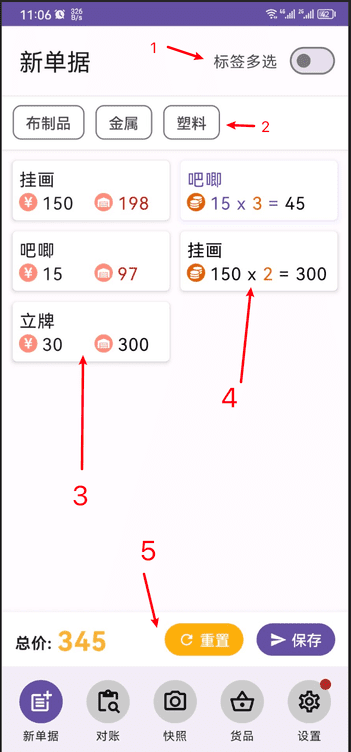 11:06 326 B/s 4G 2G 62
新单据
1 标签多选
布制品 金属 塑料 2
挂画
¥ 150 198
吧唧
15 x 3 = 45
吧唧
¥ 15 97
挂画
150 x 2 = 300
立牌
¥ 30 300
4
3
5
总价: 345 重置 保存
新单据 对账 快照 货品 设置